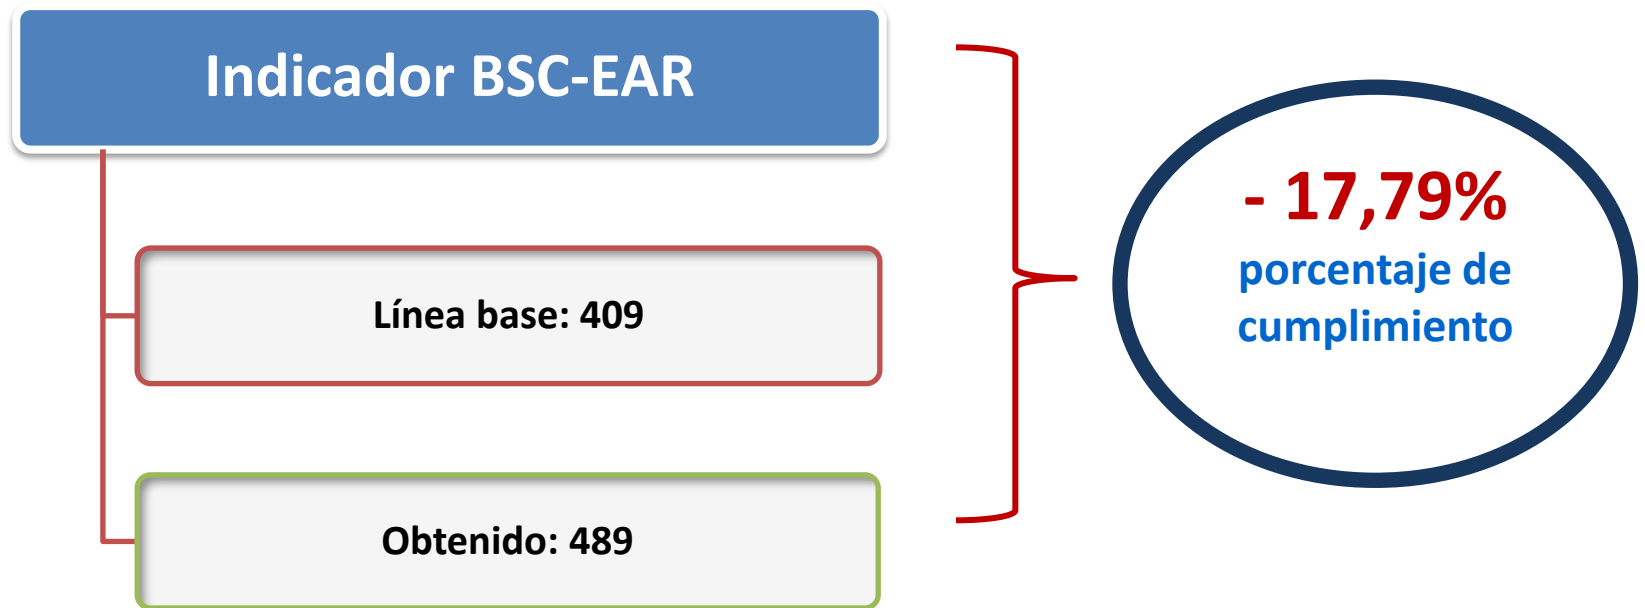 Indicador BSC-EAR
Línea base: 409
Obtenido: 489
- 17,79%
porcentaje de
cumplimiento